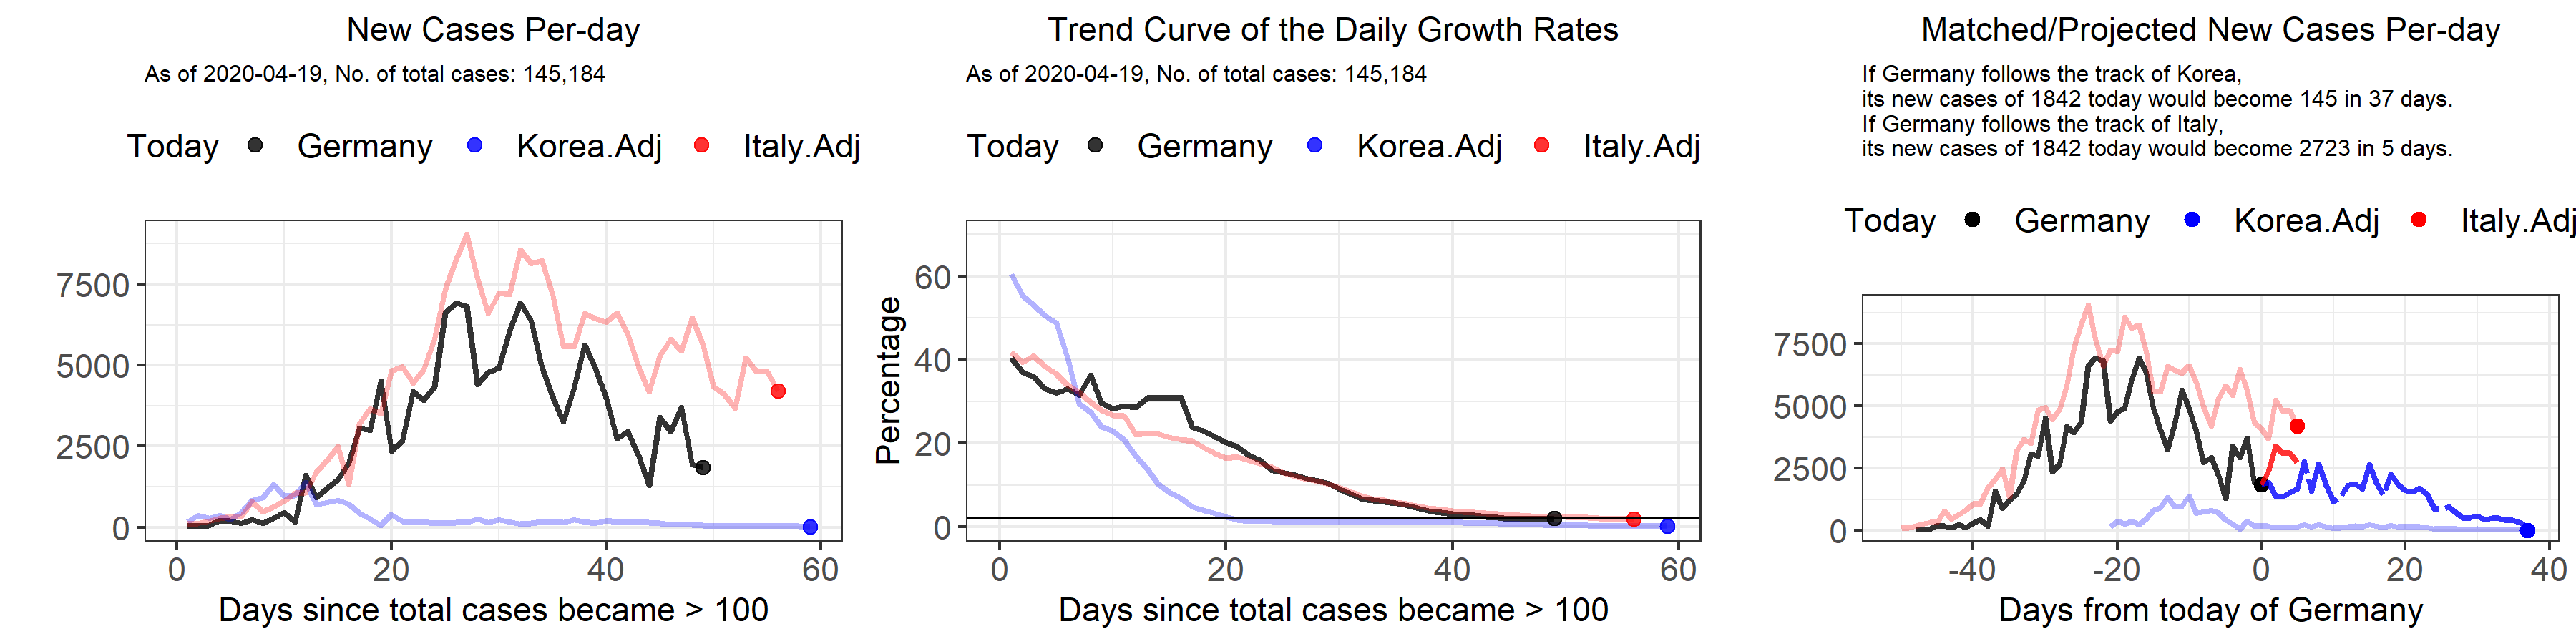 New Cases Per-day
As of 2020-04-19, No. of total cases: 145,184
Today Germany Korea.Adj Italy.Adj
7500
5000
2500
0
0 20 40 60
Days since total cases became > 100
Trend Curve of the Daily Growth Rates
As of 2020-04-19, No. of total cases: 145,184
Today Germany Korea.Adj Italy.Adj
Percentage
60
40
20
0
0 20 40 60
Days since total cases became > 100
Matched/Projected New Cases Per-day
If Germany follows the track of Korea,
its new cases of 1842 today would become 145 in 37 days.
If Germany follows the track of Italy,
its new cases of 1842 today would become 2723 in 5 days.
Today Germany Korea.Adj Italy.Adj
7500
5000
2500
0
-40 -20 0 20 40
Days from today of Germany